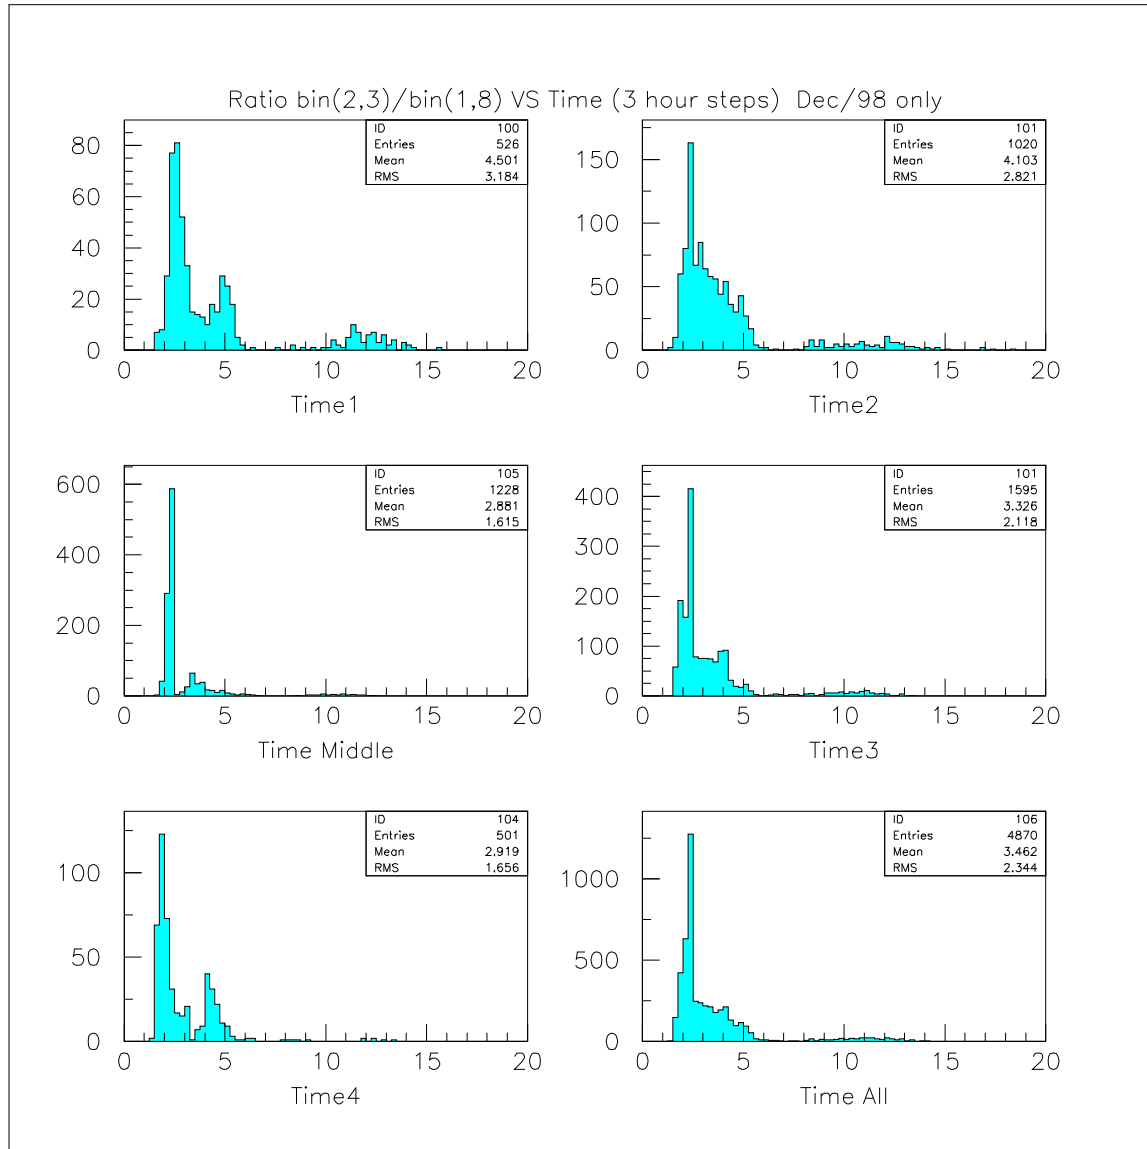 Ratio bin(2,3)/bin(1,8) VS Time (3 hour steps)  Dec/98 only
ID 100
Entries 526
Mean 4.501
RMS 3.184
80
60
40
20
0
0 5 10 15 20
Time1
ID 101
Entries 1020
Mean 4.103
RMS 2.821
150
100
50
0
0 5 10 15 20
Time2
ID 105
Entries 1228
Mean 2.881
RMS 1.615
600
400
200
0
0 5 10 15 20
Time Middle
ID 101
Entries 1595
Mean 3.326
RMS 2.118
400
300
200
100
0
0 5 10 15 20
Time3
ID 104
Entries 501
Mean 2.919
RMS 1.656
100
50
0
0 5 10 15 20
Time4
ID 106
Entries 4870
Mean 3.462
RMS 2.344
1000
500
0
0 5 10 15 20
Time All